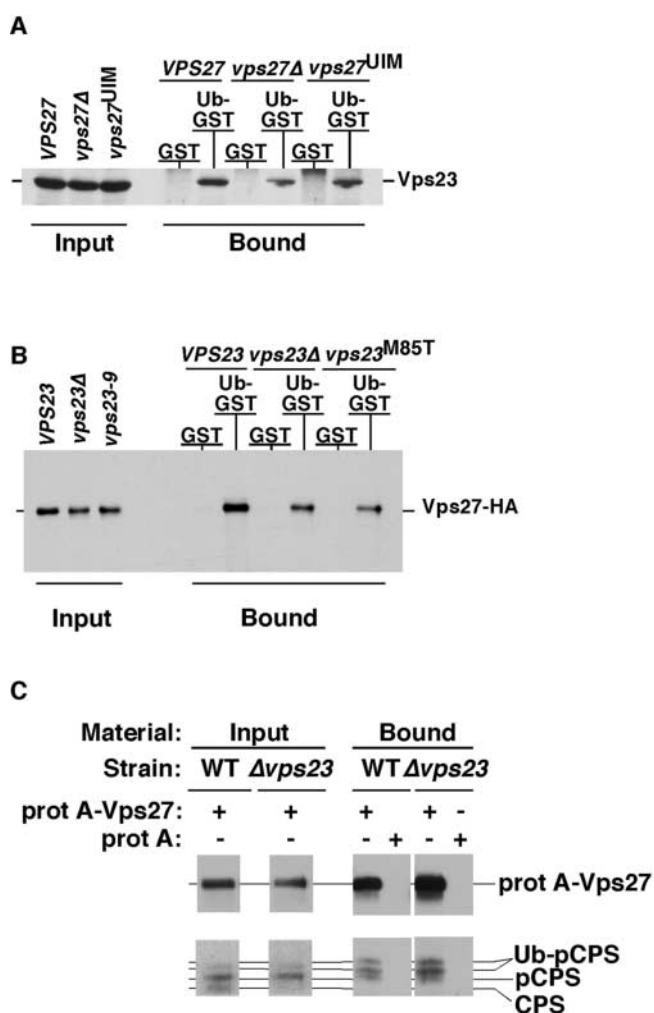 A
VPS27 vps27Δ vps27UIM
VPS27 vps27Δ vps27UIM
Ub- Ub- Ub-
GST GST GST
GST GST GST
Vps23
Input Bound
B
VPS23 vps23Δ vps23-9
VPS23 vps23Δ vps23M85T
Ub- Ub- Ub-
GST GST GST
GST GST GST
Vps27-HA
Input Bound
C
Material: Input Bound
Strain: WT Δvps23 WT Δvps23
prot A-Vps27: + + + - + -
prot A: - - - + - +
prot A-Vps27
Ub-pCPS
pCPS
CPS